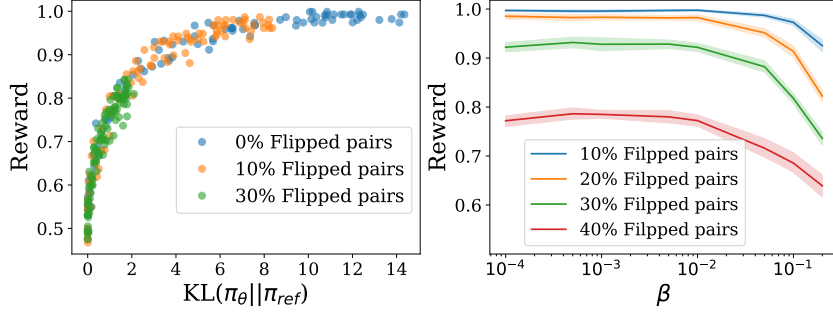 1.0
0.9
0.8
0.7
0.6
0.5
Reward
0% Flipped pairs
10% Flipped pairs
30% Flipped pairs
0 2 4 6 8 10 12 14
KL(π_θ||π_ref)
1.0
0.9
0.8
0.7
0.6
Reward
10% Filpped pairs
20% Filpped pairs
30% Filpped pairs
40% Filpped pairs
10⁻⁴ 10⁻³ 10⁻² 10⁻¹
β